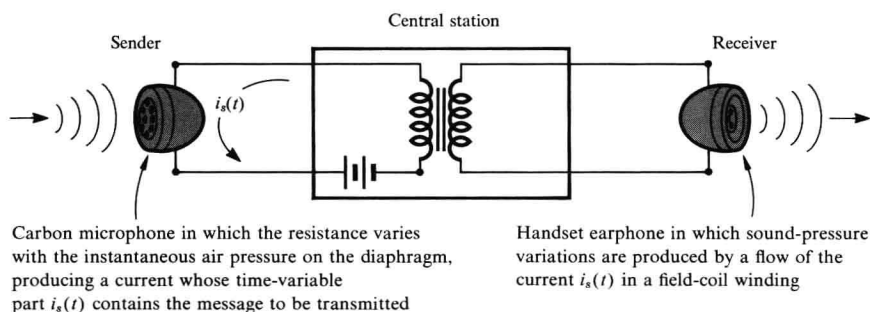 Central station
Sender
Receiver
i_s(t)
Carbon microphone in which the resistance varies
with the instantaneous air pressure on the diaphragm,
producing a current whose time-variable
part i_s(t) contains the message to be transmitted
Handset earphone in which sound-pressure
variations are produced by a flow of the
current i_s(t) in a field-coil winding